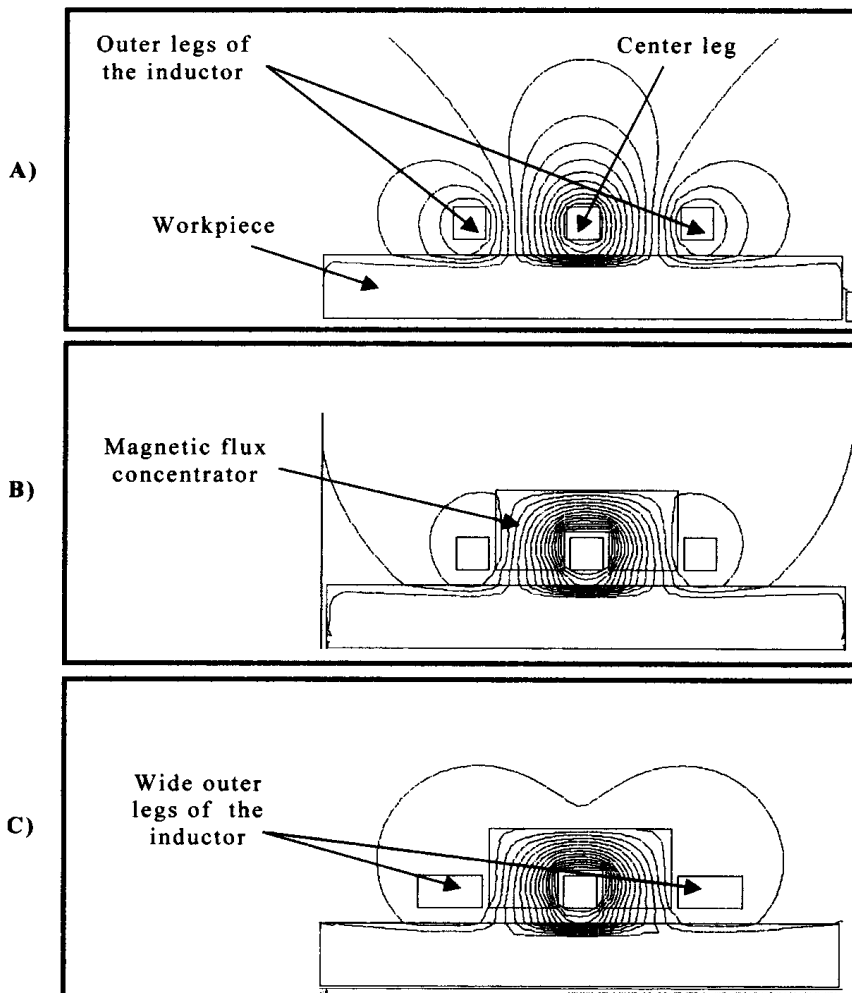 Outer legs of
the inductor
Center leg
A)
Workpiece
Magnetic flux
concentrator
B)
Wide outer
legs of the
inductor
C)